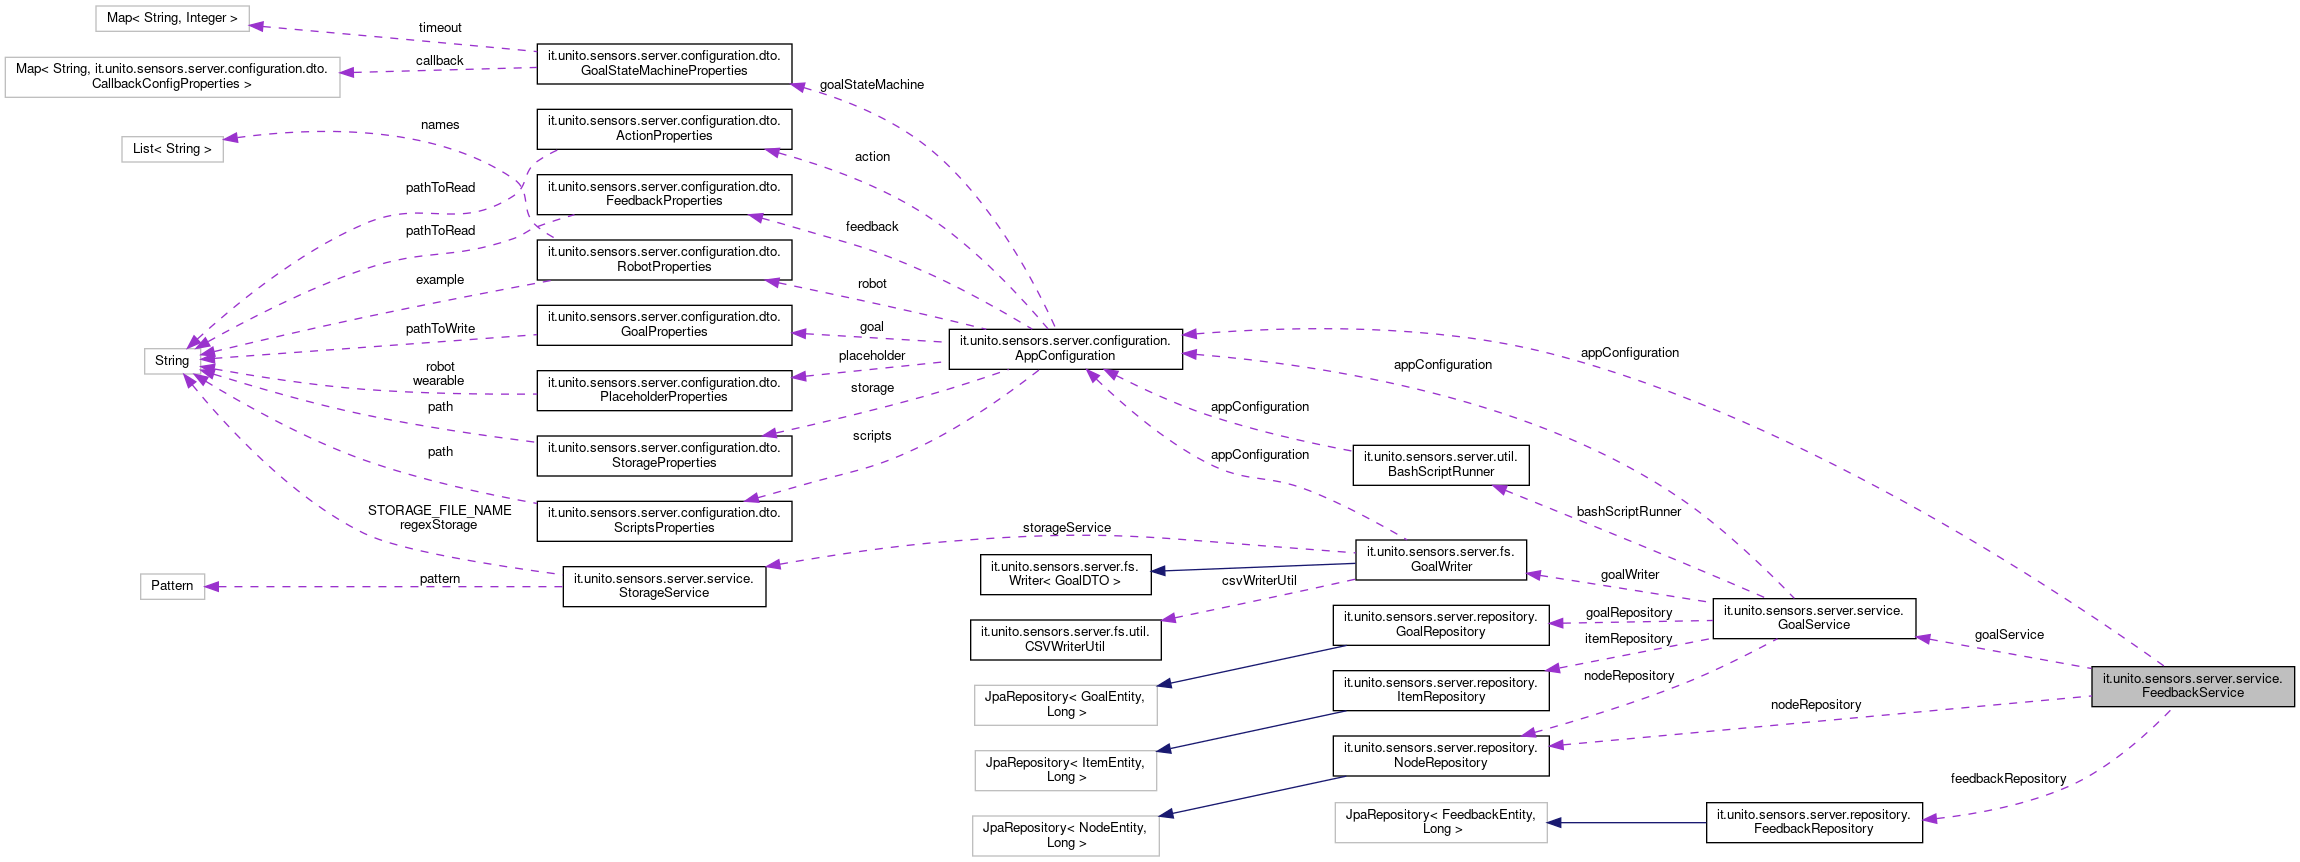 Map< String, Integer >
timeout
Map< String, it.unito.sensors.server.configuration.dto.
CallbackConfigProperties >
callback
it.unito.sensors.server.configuration.dto.
GoalStateMachineProperties
goalStateMachine
names
List< String >
it.unito.sensors.server.configuration.dto.
ActionProperties
action
pathToRead
it.unito.sensors.server.configuration.dto.
FeedbackProperties
feedback
pathToRead
it.unito.sensors.server.configuration.dto.
RobotProperties
robot
example
it.unito.sensors.server.configuration.dto.
GoalProperties
goal
pathToWrite
String
it.unito.sensors.server.configuration.
AppConfiguration
appConfiguration
appConfiguration
placeholder
robot
wearable
it.unito.sensors.server.configuration.dto.
PlaceholderProperties
storage
path
it.unito.sensors.server.configuration.dto.
StorageProperties
scripts
path
it.unito.sensors.server.configuration.dto.
ScriptsProperties
appConfiguration
appConfiguration
it.unito.sensors.server.util.
BashScriptRunner
bashScriptRunner
STORAGE_FILE_NAME
regexStorage
storageService
Pattern
pattern
it.unito.sensors.server.service.
StorageService
it.unito.sensors.server.fs.
Writer< GoalDTO >
it.unito.sensors.server.fs.
GoalWriter
goalWriter
csvWriterUtil
it.unito.sensors.server.fs.util.
CSVWriterUtil
it.unito.sensors.server.repository.
GoalRepository
goalRepository
it.unito.sensors.server.service.
GoalService
goalService
itemRepository
JpaRepository< GoalEntity,
Long >
it.unito.sensors.server.repository.
ItemRepository
nodeRepository
it.unito.sensors.server.service.
FeedbackService
nodeRepository
JpaRepository< ItemEntity,
Long >
it.unito.sensors.server.repository.
NodeRepository
feedbackRepository
JpaRepository< NodeEntity,
Long >
JpaRepository< FeedbackEntity,
Long >
it.unito.sensors.server.repository.
FeedbackRepository